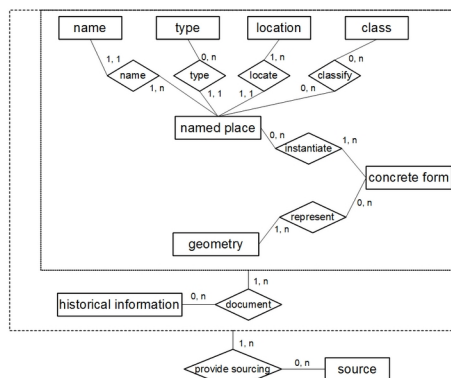 name type location class
1, 1 0, n 1, n 0, n
name type locate classify
1, n 1, 1 1, 1 0, n
named place
0, n 1, n
instantiate
concrete form
0, n
represent
1, n
geometry
1, n
historical information 0, n document
1, n
provide sourcing 0, n source